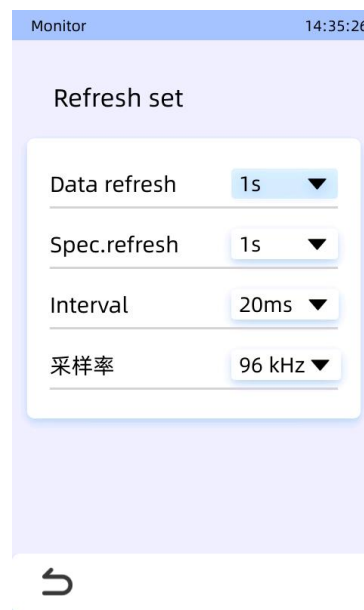 Monitor 14:35:26
Refresh set
Data refresh 1s
Spec.refresh 1s
Interval 20ms
采样率 96 kHz